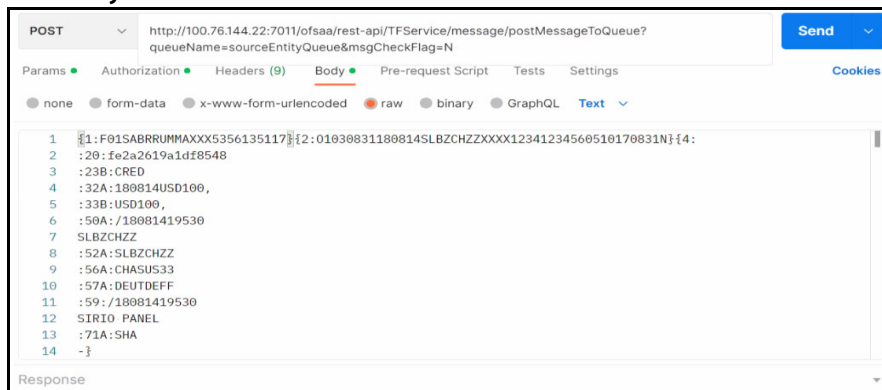 POST
http://100.76.144.22:7011/ofsaa/rest-api/TFService/message/postMessageToQueue?
queueName=sourceEntityQueue&msgCheckFlag=N
Send
Params Authorization Headers (9) Body Pre-request Script Tests Settings Cookies
none form-data x-www-form-urlencoded raw binary GraphQL Text
1 {1:F01SABRRUMMAXXX5356135117}{2:O1030831180814SLBZCHZZXXXX12341234560510170831N}{4:
2 :20:fe2a2619a1df8548
3 :23B:CRED
4 :32A:180814USD100,
5 :33B:USD100,
6 :50A:/18081419530
7 SLBZCHZZ
8 :52A:SLBZCHZZ
9 :56A:CHASUS33
10 :57A:DEUTDEFF
11 :59:/18081419530
12 SIRIO PANEL
13 :71A:SHA
14 -}
Response